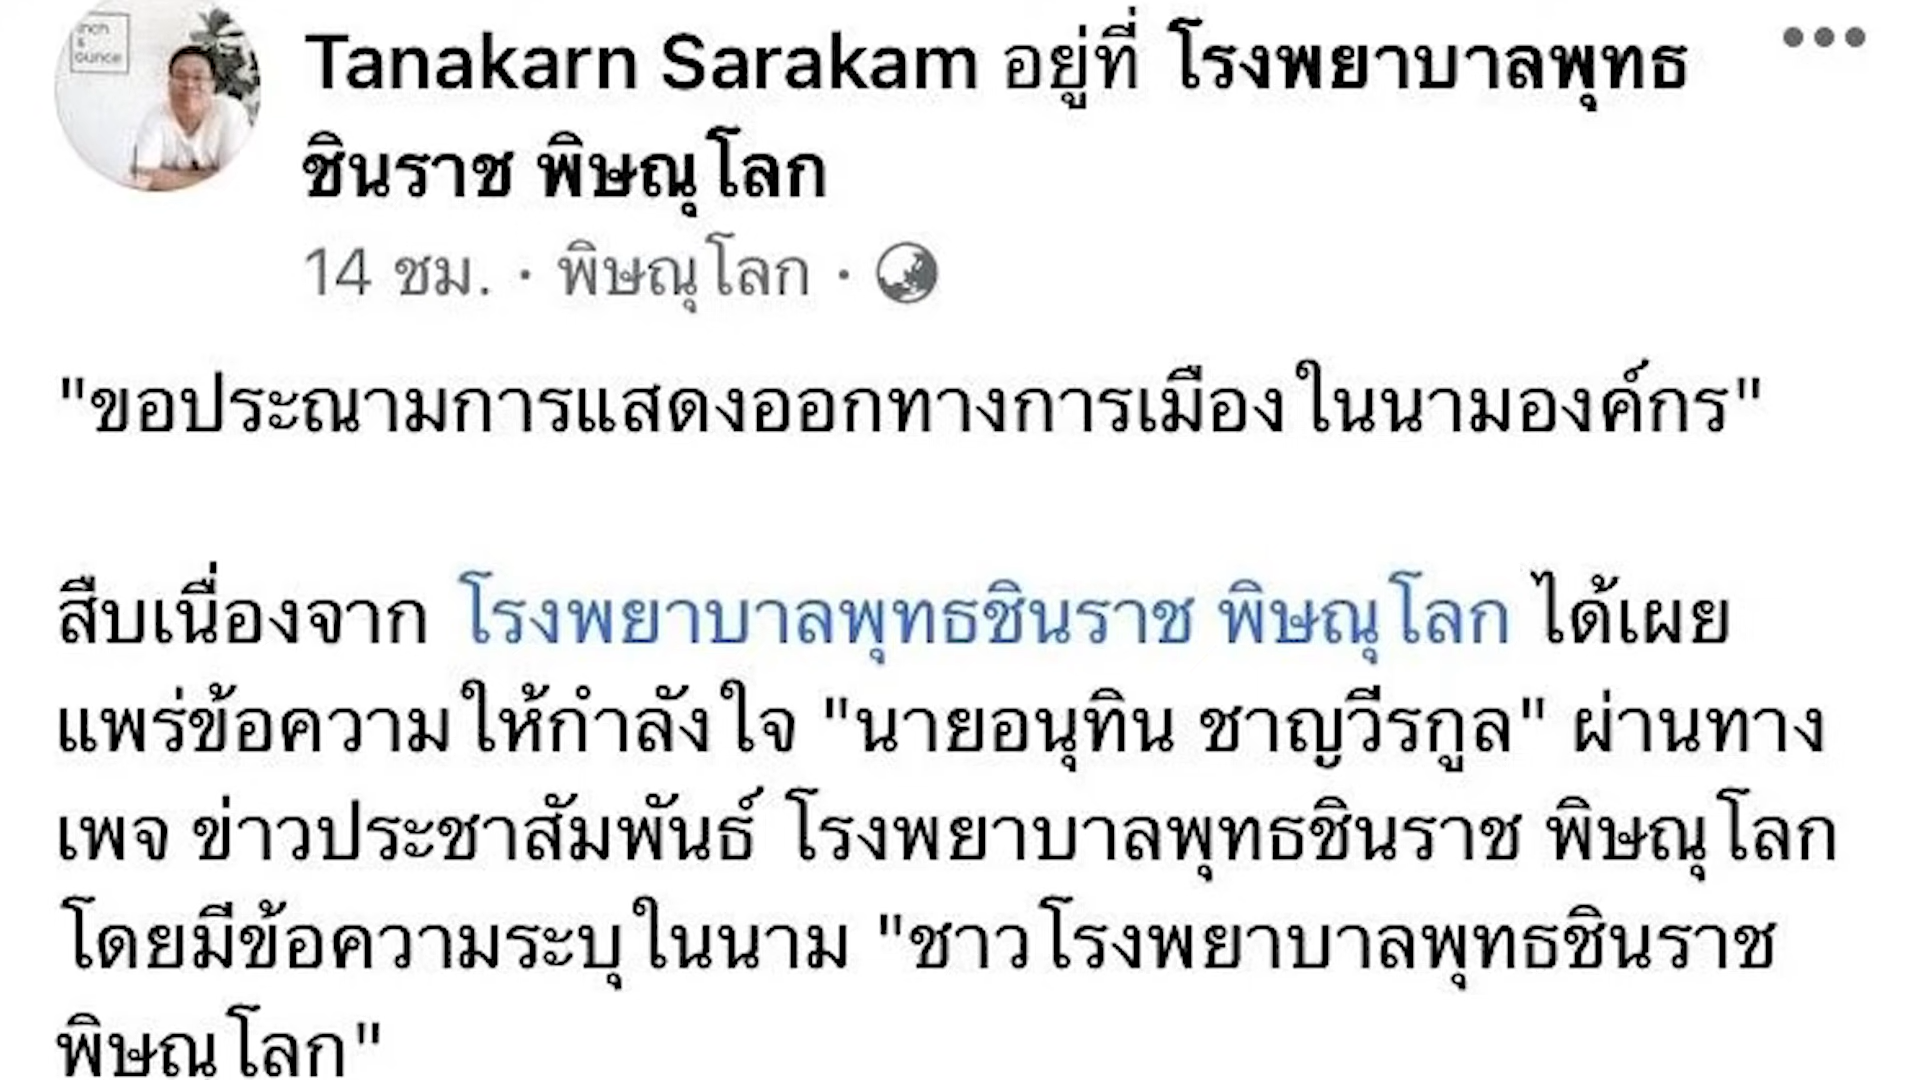 inch
&
ounce
Tanakarn Sarakam อยู่ที่ โรงพยาบาลพุทธ
ชินราช พิษณุโลก
14 ชม. · พิษณุโลก ·
"ขอประณามการแสดงออกทางการเมืองในนามองค์กร"
สืบเนื่องจาก โรงพยาบาลพุทธชินราช พิษณุโลก ได้เผย
แพร่ข้อความให้กำลังใจ "นายอนุทิน ชาญวีรกูล" ผ่านทาง
เพจ ข่าวประชาสัมพันธ์ โรงพยาบาลพุทธชินราช พิษณุโลก
โดยมีข้อความระบุในนาม "ชาวโรงพยาบาลพุทธชินราช
พิษณุโลก"